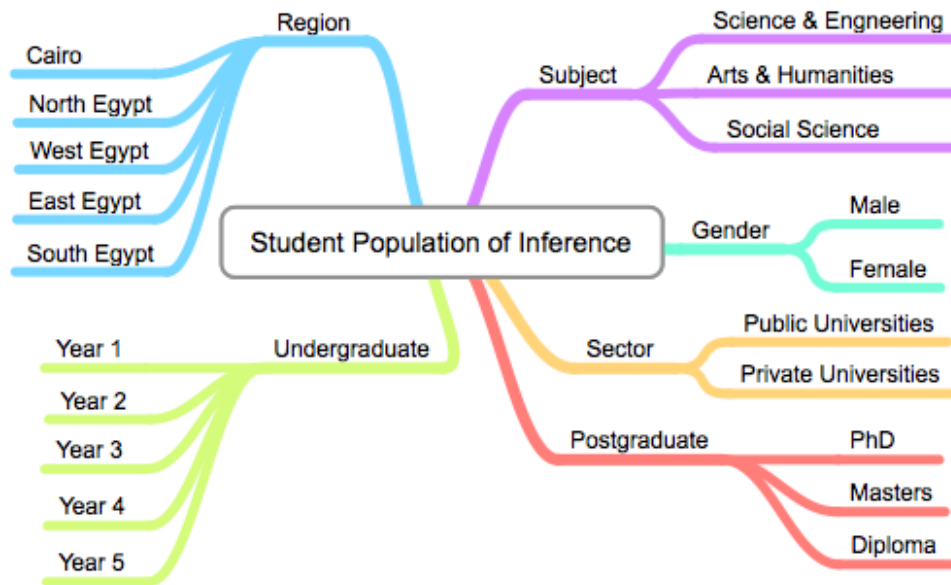 Region
Cairo
North Egypt
West Egypt
East Egypt
South Egypt
Subject
Science & Engneering
Arts & Humanities
Social Science
Student Population of Inference
Gender
Male
Female
Undergraduate
Year 1
Year 2
Year 3
Year 4
Year 5
Sector
Public Universities
Private Universities
Postgraduate
PhD
Masters
Diploma